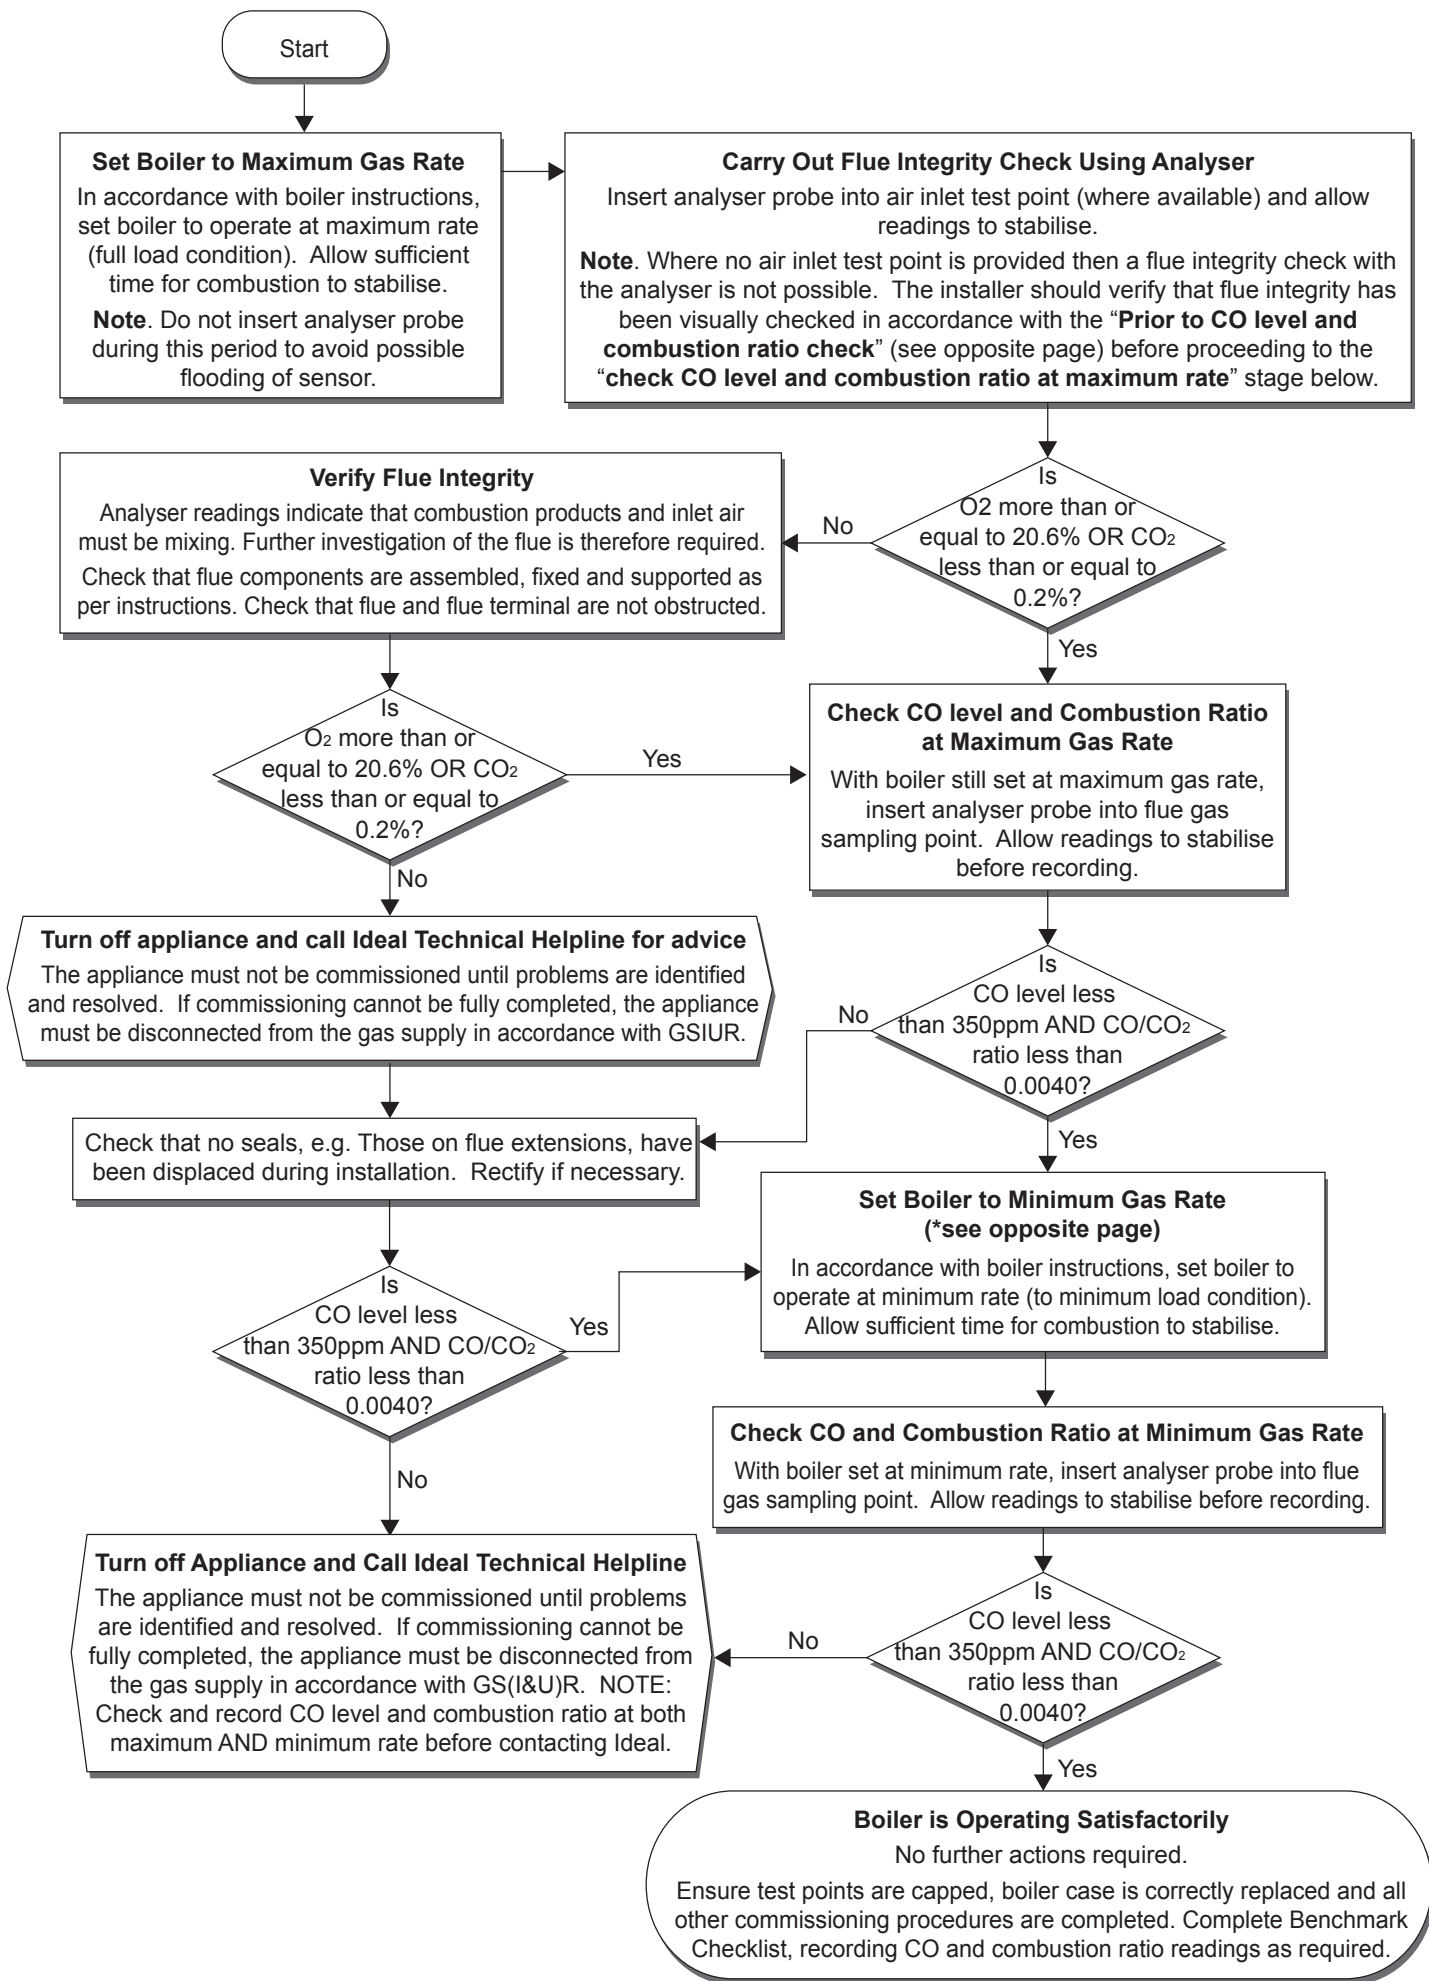 Start
Set Boiler to Maximum Gas Rate
In accordance with boiler instructions,
set boiler to operate at maximum rate
(full load condition). Allow sufficient
time for combustion to stabilise.
Note. Do not insert analyser probe
during this period to avoid possible
flooding of sensor.
Carry Out Flue Integrity Check Using Analyser
Insert analyser probe into air inlet test point (where available) and allow
readings to stabilise.
Note. Where no air inlet test point is provided then a flue integrity check with
the analyser is not possible. The installer should verify that flue integrity has
been visually checked in accordance with the “Prior to CO level and
combustion ratio check” (see opposite page) before proceeding to the
“check CO level and combustion ratio at maximum rate” stage below.
Is
O2 more than or
equal to 20.6% OR CO2
less than or equal to
0.2%?
No
Yes
Verify Flue Integrity
Analyser readings indicate that combustion products and inlet air
must be mixing. Further investigation of the flue is therefore required.
Check that flue components are assembled, fixed and supported as
per instructions. Check that flue and flue terminal are not obstructed.
Is
O2 more than or
equal to 20.6% OR CO2
less than or equal to
0.2%?
Yes
No
Check CO level and Combustion Ratio
at Maximum Gas Rate
With boiler still set at maximum gas rate,
insert analyser probe into flue gas
sampling point. Allow readings to stabilise
before recording.
Turn off appliance and call Ideal Technical Helpline for advice
The appliance must not be commissioned until problems are identified
and resolved. If commissioning cannot be fully completed, the appliance
must be disconnected from the gas supply in accordance with GSIUR.
Is
CO level less
than 350ppm AND CO/CO2
ratio less than
0.0040?
No
Yes
Check that no seals, e.g. Those on flue extensions, have
been displaced during installation. Rectify if necessary.
Set Boiler to Minimum Gas Rate
(*see opposite page)
In accordance with boiler instructions, set boiler to
operate at minimum rate (to minimum load condition).
Allow sufficient time for combustion to stabilise.
Is
CO level less
than 350ppm AND CO/CO2
ratio less than
0.0040?
Yes
No
Check CO and Combustion Ratio at Minimum Gas Rate
With boiler set at minimum rate, insert analyser probe into flue
gas sampling point. Allow readings to stabilise before recording.
Turn off Appliance and Call Ideal Technical Helpline
The appliance must not be commissioned until problems
are identified and resolved. If commissioning cannot be
fully completed, the appliance must be disconnected from
the gas supply in accordance with GS(I&U)R. NOTE:
Check and record CO level and combustion ratio at both
maximum AND minimum rate before contacting Ideal.
Is
CO level less
than 350ppm AND CO/CO2
ratio less than
0.0040?
No
Yes
Boiler is Operating Satisfactorily
No further actions required.
Ensure test points are capped, boiler case is correctly replaced and all
other commissioning procedures are completed. Complete Benchmark
Checklist, recording CO and combustion ratio readings as required.